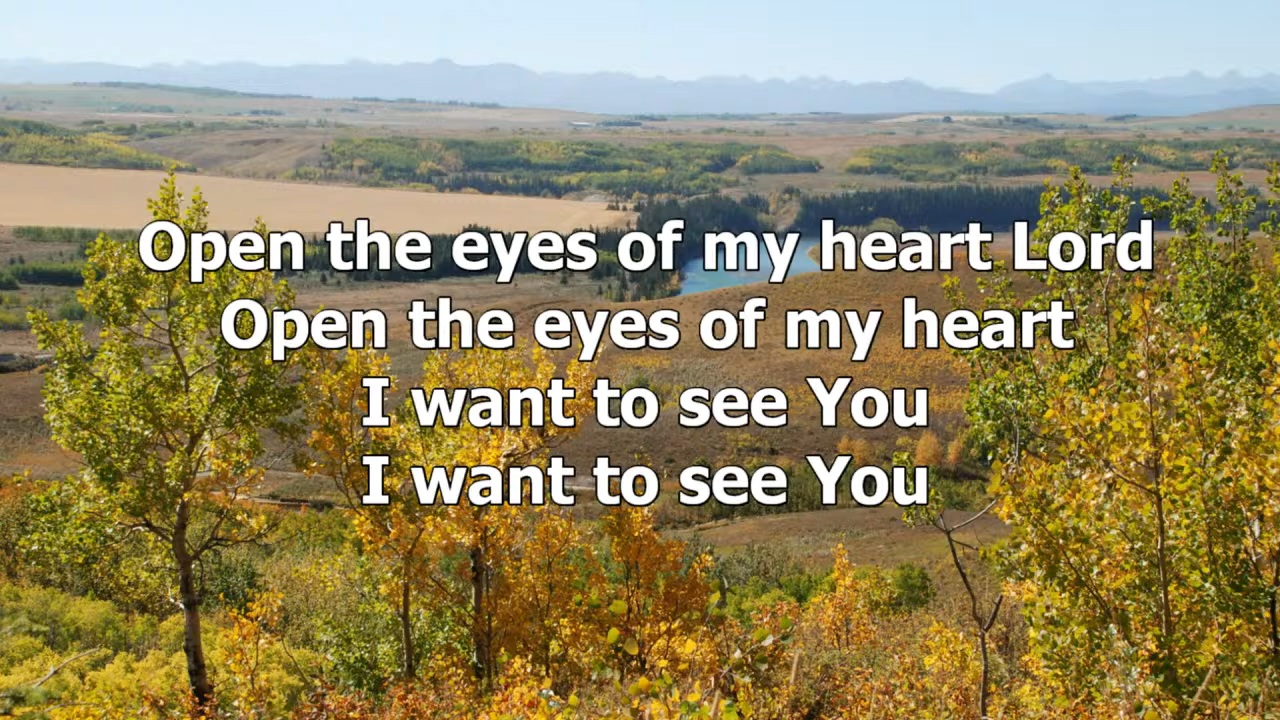 Open the eyes of my heart Lord
Open the eyes of my heart
I want to see You
I want to see You